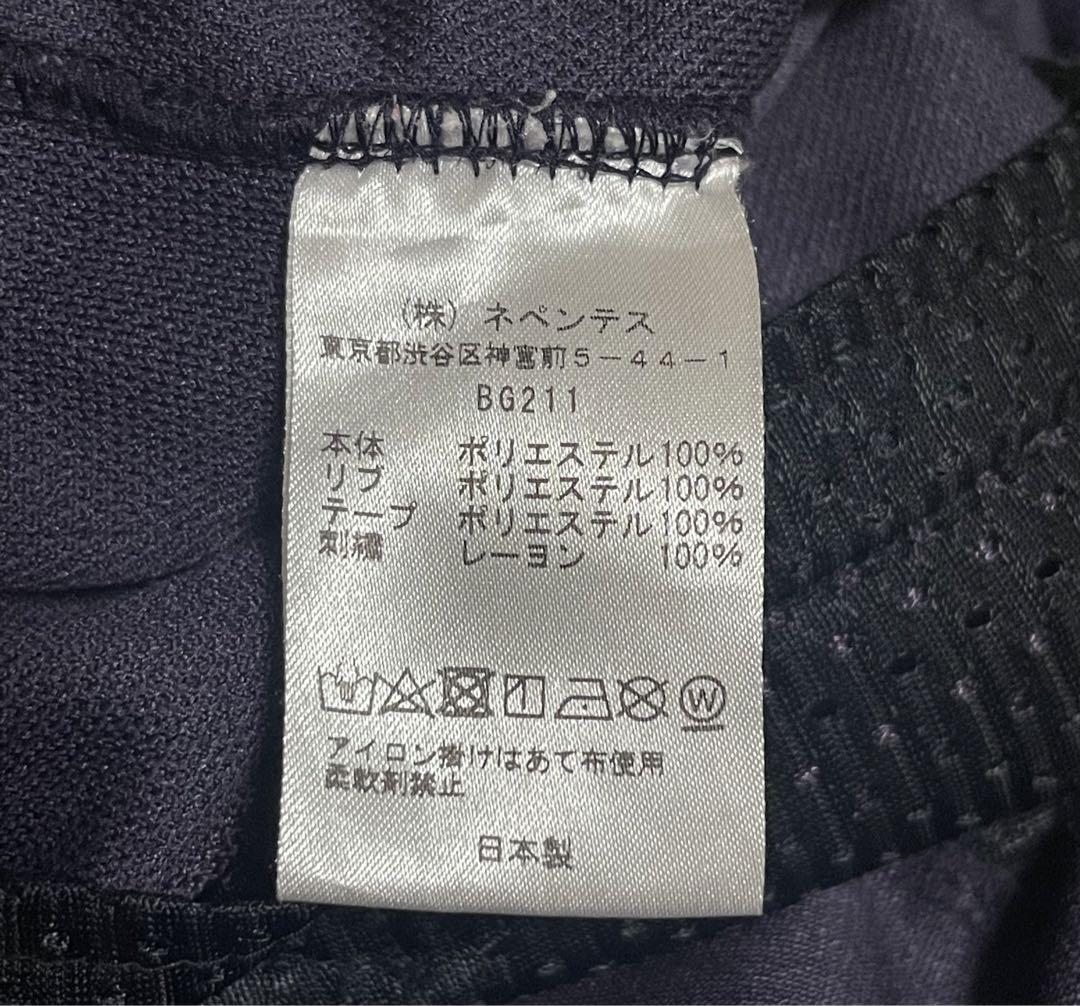 (株)ネペンテス
東京都渋谷区神宮前5-44-1
BG211
本体 ポリエステル100%
リブ ポリエステル100%
テープ ポリエステル100%
刺繍 レーヨン 100%
W
アイロン掛けはあて布使用
柔軟剤禁止
日本製